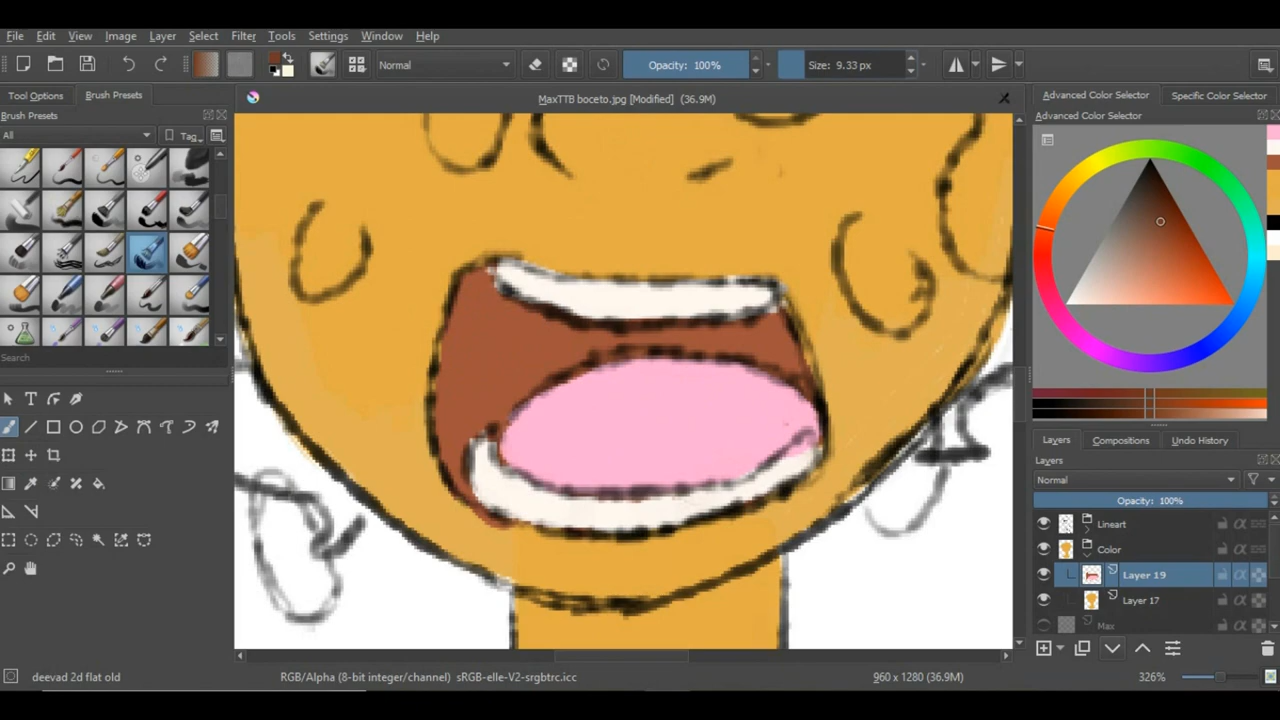 File Edit View Image Layer Select Filter Tools Settings Window Help
Normal Opacity: 100% Size: 9.33 px
Tool Options Brush Presets MaxTTB boceto.jpg [Modified] (36.9M) Advanced Color Selector Specific Color Selector
Brush Presets Advanced Color Selector
All Tag
Search
Layers Compositions Undo History
Layers
Normal
Opacity: 100%
Lineart
Color
Layer 19
Layer 17
Max
deevad 2d flat old RGB/Alpha (8-bit integer/channel) sRGB-elle-V2-srgbtrc.icc 960 x 1280 (36.9M) 326%